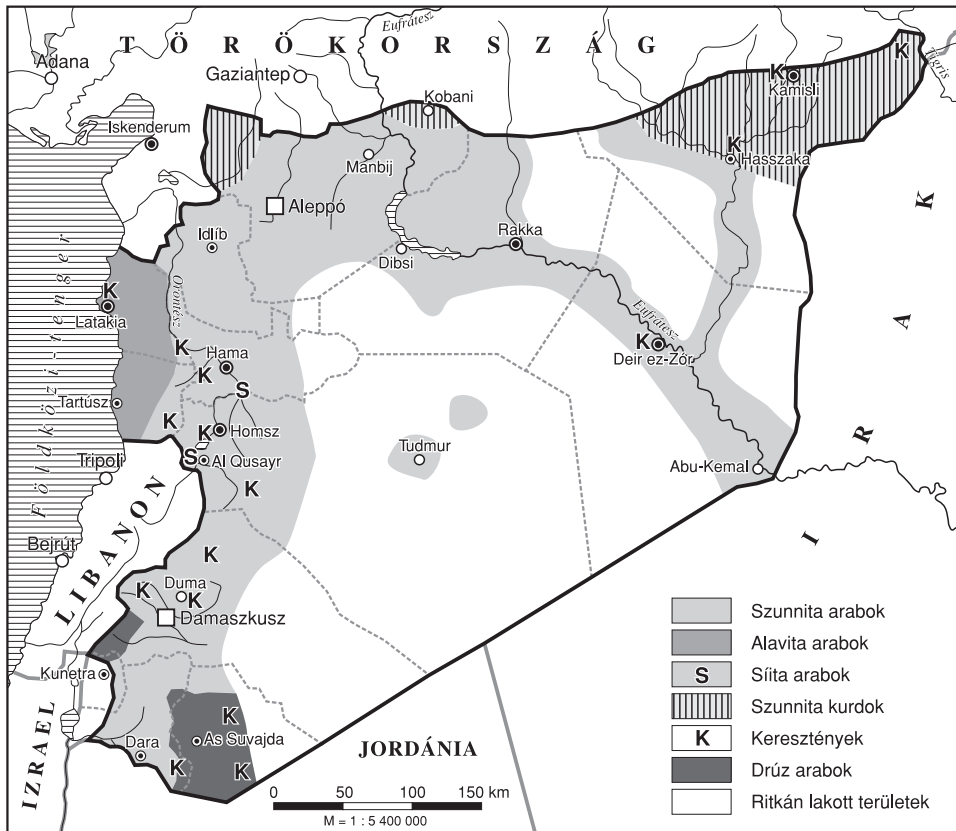 TÖRÖKORSZÁG
Eufrátesz
Adana
Gaziantep
K
Tigris
K
Kamisli
Kobani
Iskenderum
Manbij
K
Hasszaka
Aleppó
Idlíb
Dibsi
Rakka
Földközi-tenger
Orontész
K
Latakia
Eufrátesz
K
Deir ez-Zór
K
Hama
K
S
Tartúsz
K
K
Homsz
Tudmur
S
Al Qusayr
Abu-Kemal
Tripoli
K
LIBANON
IRAK
Bejrút
K
K
Duma
K
Damaszkusz
Kunetra
K
As Suvajda
Dara
K
K
IZRAEL
JORDÁNIA
0 50 100 150 km
M = 1 : 5 400 000
Szunnita arabok
Alavita arabok
S Síita arabok
Szunnita kurdok
K Keresztények
Drúz arabok
Ritkán lakott területek